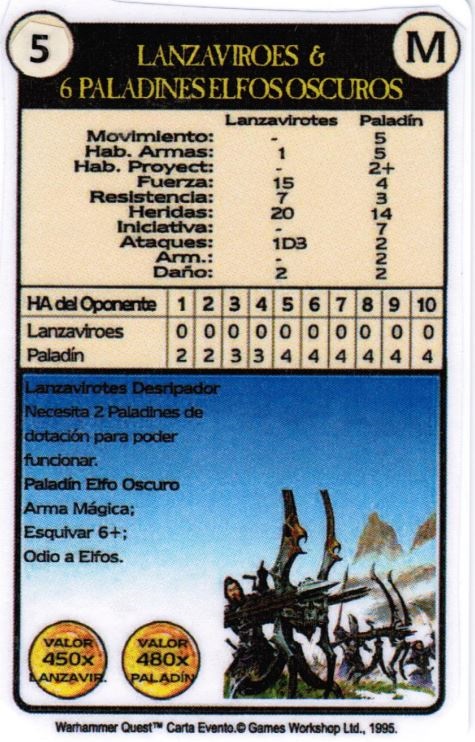 5
M
LANZAVIROES &
6 PALADINES ELFOS OSCUROS
Lanzavirotes Paladín
Movimiento: - 5
Hab. Armas: 1 5
Hab. Proyect: - 2+
Fuerza: 15 4
Resistencia: 7 3
Heridas: 20 14
Iniciativa: - 7
Ataques: 1D3 2
Arm.: - 2
Daño: 2 2
HA del Oponente 1 2 3 4 5 6 7 8 9 10
Lanzaviroes 0 0 0 0 0 0 0 0 0 0
Paladín 2 2 3 3 4 4 4 4 4 4
Lanzavirotes Desripador
Necesita 2 Paladines de
dotación para poder
funcionar.
Paladín Elfo Oscuro
Arma Mágica;
Esquivar 6+;
Odio a Elfos.
VALOR
450x
LANZAVIR.
VALOR
480x
PALADÍN
Warhammer Quest™ Carta Evento.© Games Workshop Ltd., 1995.